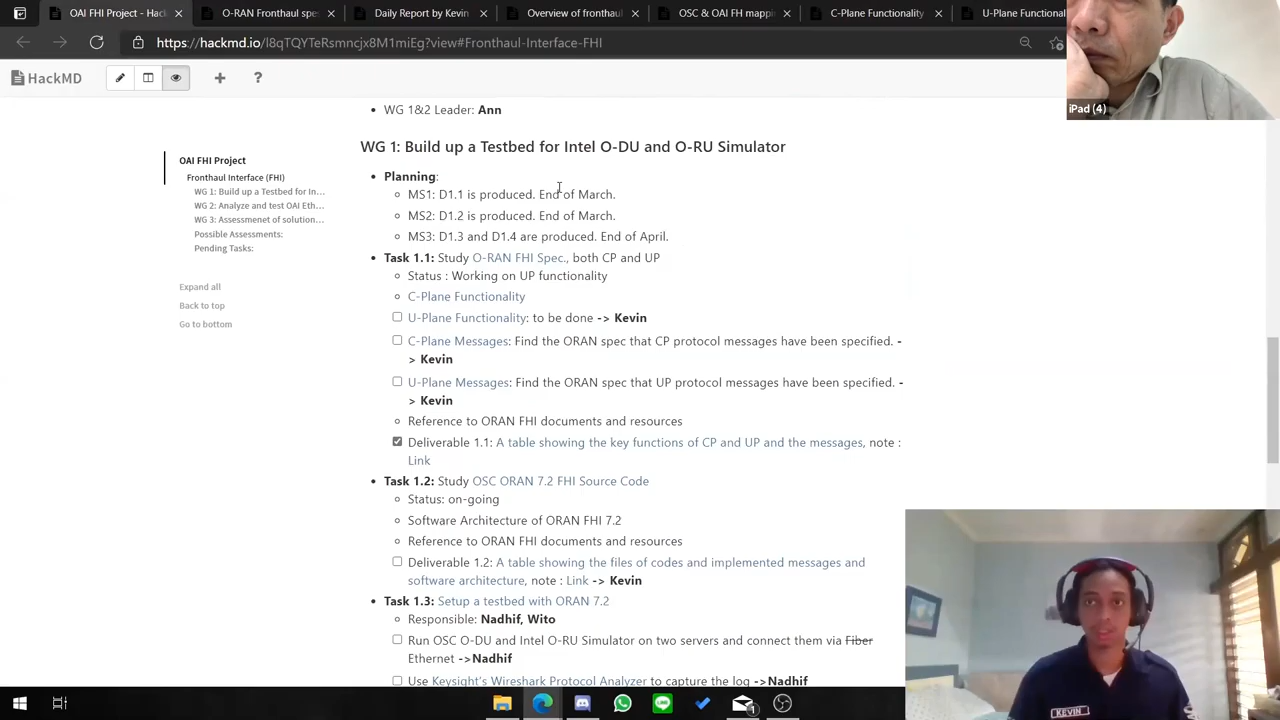 OAI FHI Project -
O-RAN Fronthaul spe
Daily Report by Kevin
Overview of fronthau
OSC & OAI FH mapp
C-Plane Functionality
U-Plane Functional
https://hackmd.io/l8qTQYTeRsmncjx8M1miEg?view#Fronthaul-Interface-FHI
HackMD
iPad (4)
WG 1&2 Leader: Ann
WG 1: Build up a Testbed for Intel O-DU and O-RU Simulator
OAI FHI Project
Fronthaul Interface (FHI)
WG 1: Build up a Testbed for In...
WG 2: Analyze and test OAI Eth...
WG 3: Assessmenet of solution...
Possible Assessments:
Pending Tasks:
Expand all
Back to top
Go to bottom
Planning:
MS1: D1.1 is produced. End of March.
MS2: D1.2 is produced. End of March.
MS3: D1.3 and D1.4 are produced. End of April.
Task 1.1: Study O-RAN FHI Spec., both CP and UP
Status : Working on UP functionality
C-Plane Functionality
U-Plane Functionality: to be done -> Kevin
C-Plane Messages: Find the ORAN spec that CP protocol messages have been specified. -
> Kevin
U-Plane Messages: Find the ORAN spec that UP protocol messages have been specified. -
> Kevin
Reference to ORAN FHI documents and resources
Deliverable 1.1: A table showing the key functions of CP and UP and the messages, note :
Link
Task 1.2: Study OSC ORAN 7.2 FHI Source Code
Status: on-going
Software Architecture of ORAN FHI 7.2
Reference to ORAN FHI documents and resources
Deliverable 1.2: A table showing the files of codes and implemented messages and
software architecture, note : Link -> Kevin
Task 1.3: Setup a testbed with ORAN 7.2
Responsible: Nadhif, Wito
Run OSC O-DU and Intel O-RU Simulator on two servers and connect them via Fiber
Ethernet ->Nadhif
Use Keysight's Wireshark Protocol Analyzer to capture the log ->Nadhif
KEVIN
1